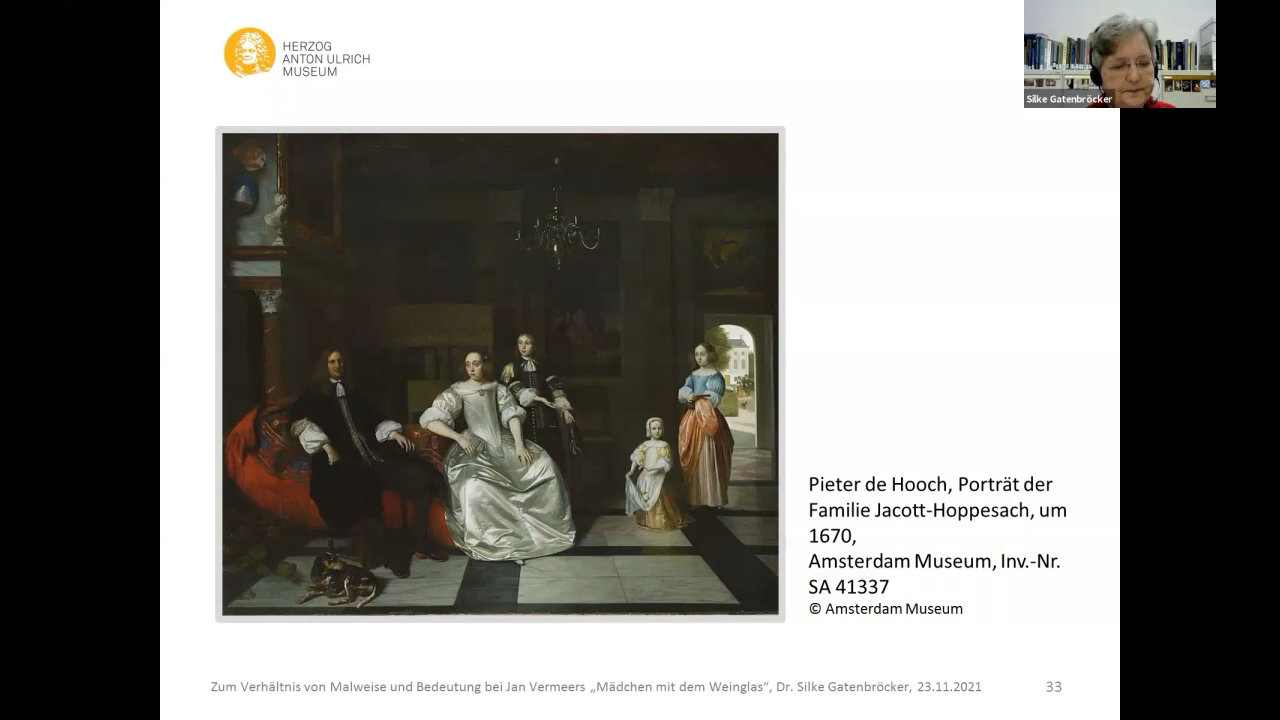 HERZOG
ANTON ULRICH
MUSEUM
Silke Gatenbröcker
Pieter de Hooch, Porträt der
Familie Jacott-Hoppesach, um
1670,
Amsterdam Museum, Inv.-Nr.
SA 41337
© Amsterdam Museum
Zum Verhältnis von Malweise und Bedeutung bei Jan Vermeers „Mädchen mit dem Weinglas“, Dr. Silke Gatenbröcker, 23.11.2021
33